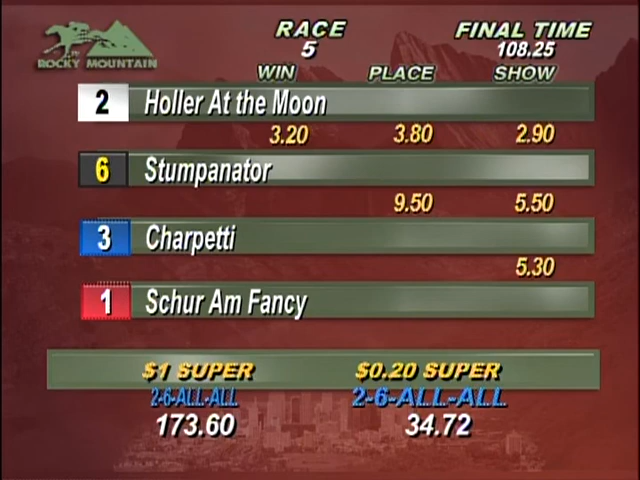 RACE FINAL TIME
5 108.25
ROCKY MOUNTAIN
WIN PLACE SHOW
2 Holler At the Moon
3.20 3.80 2.90
6 Stumpanator
9.50 5.50
3 Charpetti
5.30
1 Schur Am Fancy
$1 SUPER $0.20 SUPER
2-6-ALL-ALL 2-6-ALL-ALL
173.60 34.72